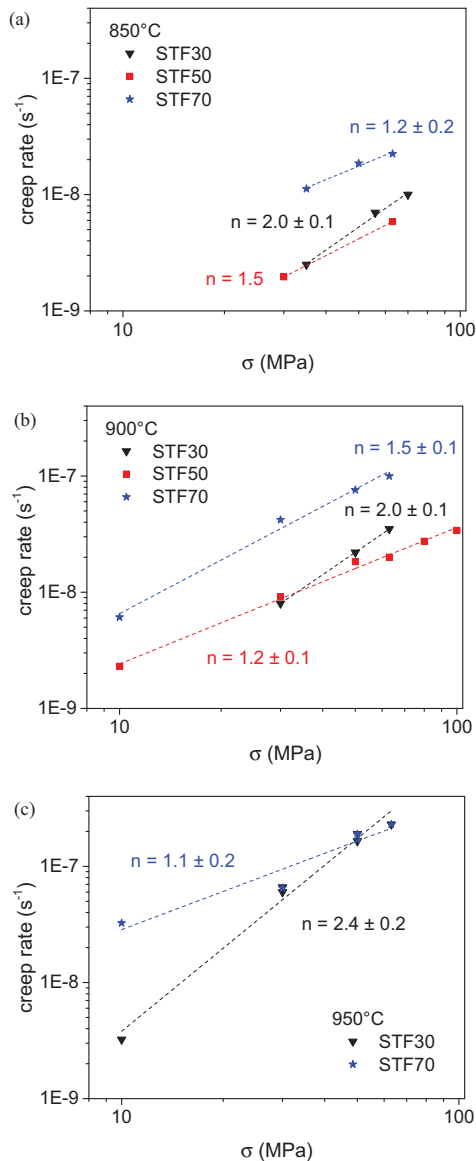 (a)
850°C
STF30
STF50
STF70
1E-7
1E-8
1E-9
creep rate (s⁻¹)
n = 1.2 ± 0.2
n = 2.0 ± 0.1
n = 1.5
10
100
σ (MPa)
(b)
900°C
STF30
STF50
STF70
1E-7
1E-8
1E-9
creep rate (s⁻¹)
n = 1.5 ± 0.1
n = 2.0 ± 0.1
n = 1.2 ± 0.1
10
100
σ (MPa)
(c)
1E-7
1E-8
1E-9
creep rate (s⁻¹)
n = 1.1 ± 0.2
n = 2.4 ± 0.2
950°C
STF30
STF70
10
100
σ (MPa)